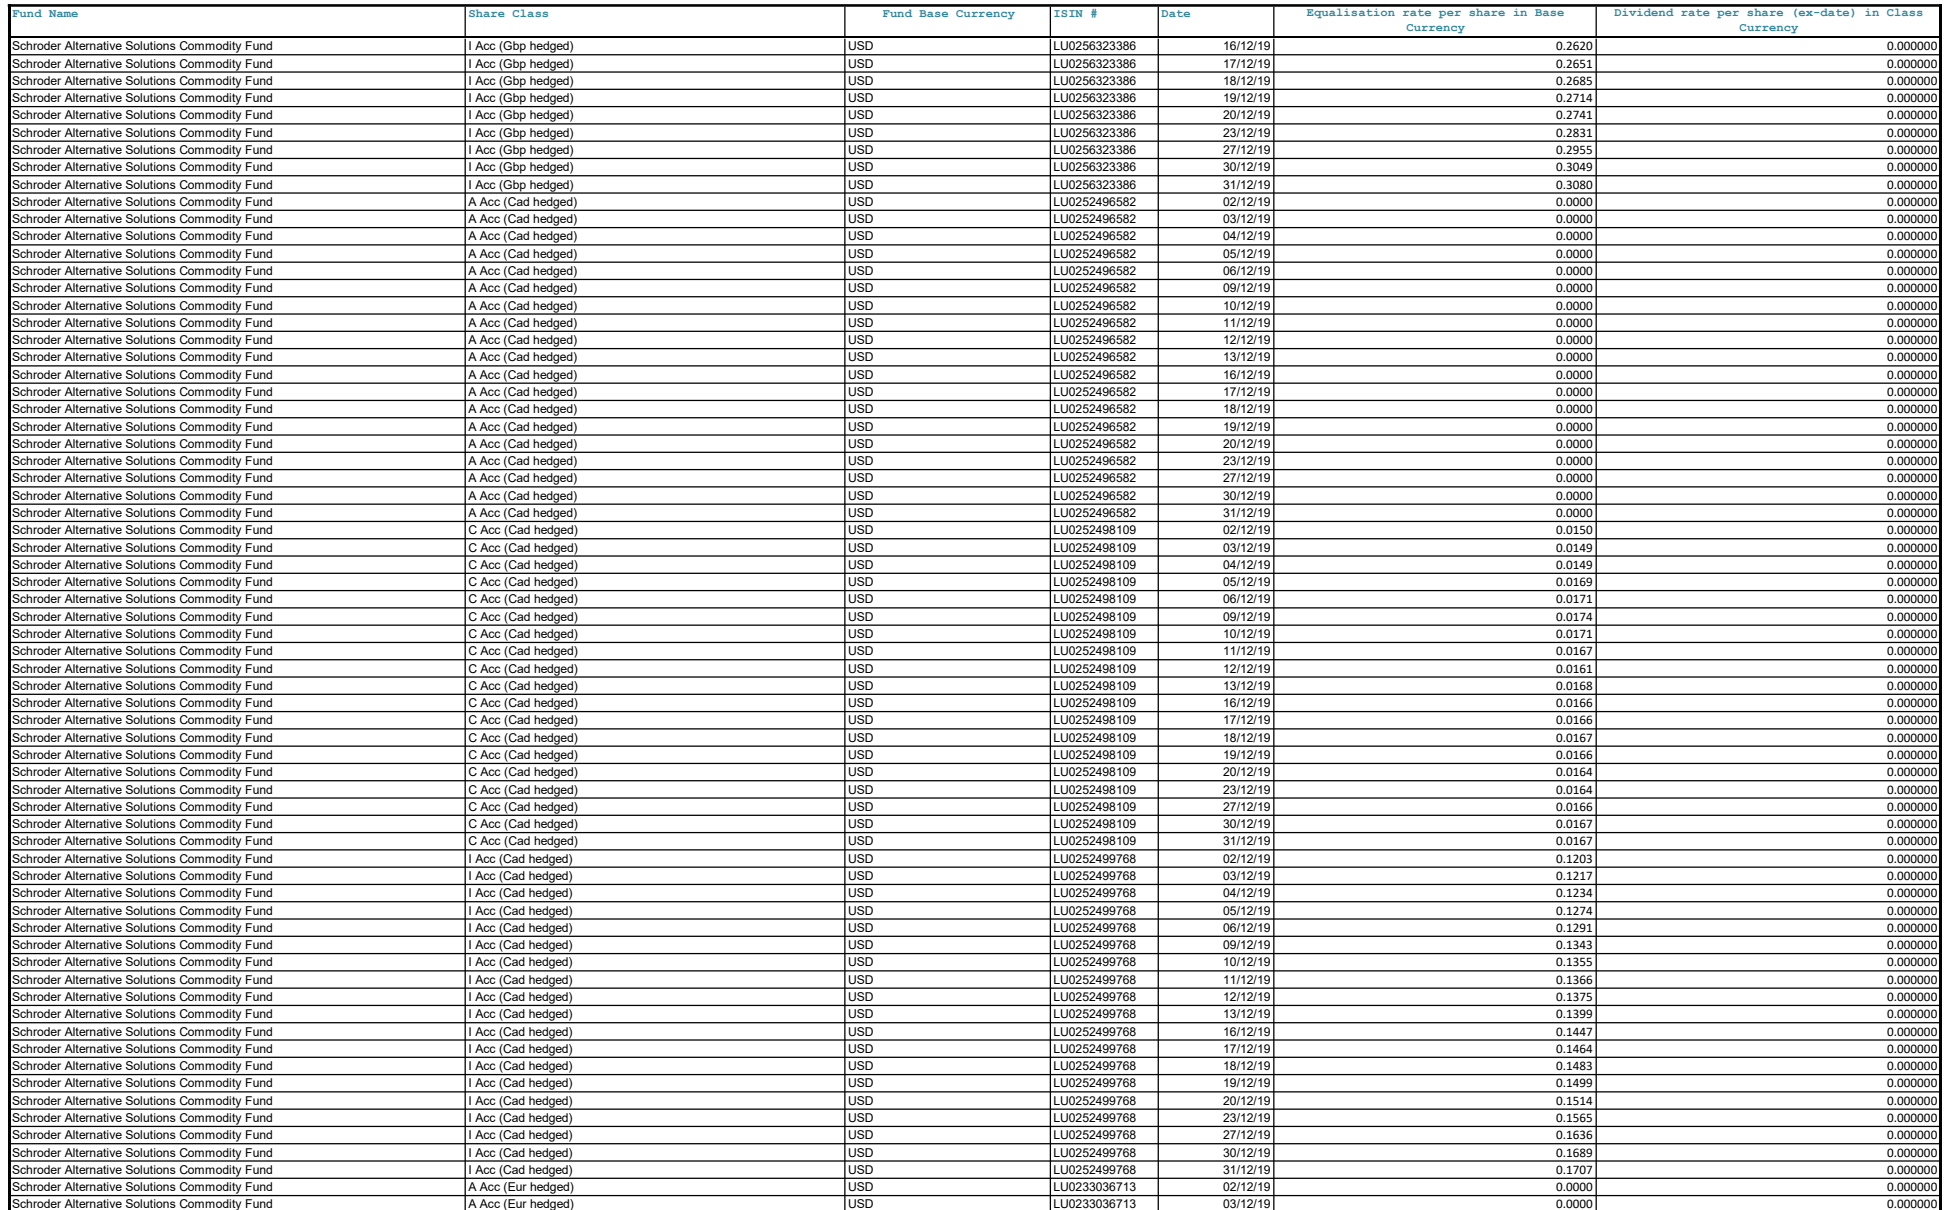 Fund Name Share Class Fund Base Currency ISIN # Date Equalisation rate per share in Base Currency Dividend rate per share (ex-date) in Class Currency
Schroder Alternative Solutions Commodity Fund I Acc (Gbp hedged) USD LU0256323386 16/12/19 0.2620 0.000000
Schroder Alternative Solutions Commodity Fund I Acc (Gbp hedged) USD LU0256323386 17/12/19 0.2651 0.000000
Schroder Alternative Solutions Commodity Fund I Acc (Gbp hedged) USD LU0256323386 18/12/19 0.2685 0.000000
Schroder Alternative Solutions Commodity Fund I Acc (Gbp hedged) USD LU0256323386 19/12/19 0.2714 0.000000
Schroder Alternative Solutions Commodity Fund I Acc (Gbp hedged) USD LU0256323386 20/12/19 0.2741 0.000000
Schroder Alternative Solutions Commodity Fund I Acc (Gbp hedged) USD LU0256323386 23/12/19 0.2831 0.000000
Schroder Alternative Solutions Commodity Fund I Acc (Gbp hedged) USD LU0256323386 27/12/19 0.2955 0.000000
Schroder Alternative Solutions Commodity Fund I Acc (Gbp hedged) USD LU0256323386 30/12/19 0.3049 0.000000
Schroder Alternative Solutions Commodity Fund I Acc (Gbp hedged) USD LU0256323386 31/12/19 0.3080 0.000000
Schroder Alternative Solutions Commodity Fund A Acc (Cad hedged) USD LU0252496582 02/12/19 0.0000 0.000000
Schroder Alternative Solutions Commodity Fund A Acc (Cad hedged) USD LU0252496582 03/12/19 0.0000 0.000000
Schroder Alternative Solutions Commodity Fund A Acc (Cad hedged) USD LU0252496582 04/12/19 0.0000 0.000000
Schroder Alternative Solutions Commodity Fund A Acc (Cad hedged) USD LU0252496582 05/12/19 0.0000 0.000000
Schroder Alternative Solutions Commodity Fund A Acc (Cad hedged) USD LU0252496582 06/12/19 0.0000 0.000000
Schroder Alternative Solutions Commodity Fund A Acc (Cad hedged) USD LU0252496582 09/12/19 0.0000 0.000000
Schroder Alternative Solutions Commodity Fund A Acc (Cad hedged) USD LU0252496582 10/12/19 0.0000 0.000000
Schroder Alternative Solutions Commodity Fund A Acc (Cad hedged) USD LU0252496582 11/12/19 0.0000 0.000000
Schroder Alternative Solutions Commodity Fund A Acc (Cad hedged) USD LU0252496582 12/12/19 0.0000 0.000000
Schroder Alternative Solutions Commodity Fund A Acc (Cad hedged) USD LU0252496582 13/12/19 0.0000 0.000000
Schroder Alternative Solutions Commodity Fund A Acc (Cad hedged) USD LU0252496582 16/12/19 0.0000 0.000000
Schroder Alternative Solutions Commodity Fund A Acc (Cad hedged) USD LU0252496582 17/12/19 0.0000 0.000000
Schroder Alternative Solutions Commodity Fund A Acc (Cad hedged) USD LU0252496582 18/12/19 0.0000 0.000000
Schroder Alternative Solutions Commodity Fund A Acc (Cad hedged) USD LU0252496582 19/12/19 0.0000 0.000000
Schroder Alternative Solutions Commodity Fund A Acc (Cad hedged) USD LU0252496582 20/12/19 0.0000 0.000000
Schroder Alternative Solutions Commodity Fund A Acc (Cad hedged) USD LU0252496582 23/12/19 0.0000 0.000000
Schroder Alternative Solutions Commodity Fund A Acc (Cad hedged) USD LU0252496582 27/12/19 0.0000 0.000000
Schroder Alternative Solutions Commodity Fund A Acc (Cad hedged) USD LU0252496582 30/12/19 0.0000 0.000000
Schroder Alternative Solutions Commodity Fund A Acc (Cad hedged) USD LU0252496582 31/12/19 0.0000 0.000000
Schroder Alternative Solutions Commodity Fund C Acc (Cad hedged) USD LU0252498109 02/12/19 0.0150 0.000000
Schroder Alternative Solutions Commodity Fund C Acc (Cad hedged) USD LU0252498109 03/12/19 0.0149 0.000000
Schroder Alternative Solutions Commodity Fund C Acc (Cad hedged) USD LU0252498109 04/12/19 0.0149 0.000000
Schroder Alternative Solutions Commodity Fund C Acc (Cad hedged) USD LU0252498109 05/12/19 0.0169 0.000000
Schroder Alternative Solutions Commodity Fund C Acc (Cad hedged) USD LU0252498109 06/12/19 0.0171 0.000000
Schroder Alternative Solutions Commodity Fund C Acc (Cad hedged) USD LU0252498109 09/12/19 0.0174 0.000000
Schroder Alternative Solutions Commodity Fund C Acc (Cad hedged) USD LU0252498109 10/12/19 0.0171 0.000000
Schroder Alternative Solutions Commodity Fund C Acc (Cad hedged) USD LU0252498109 11/12/19 0.0167 0.000000
Schroder Alternative Solutions Commodity Fund C Acc (Cad hedged) USD LU0252498109 12/12/19 0.0161 0.000000
Schroder Alternative Solutions Commodity Fund C Acc (Cad hedged) USD LU0252498109 13/12/19 0.0168 0.000000
Schroder Alternative Solutions Commodity Fund C Acc (Cad hedged) USD LU0252498109 16/12/19 0.0166 0.000000
Schroder Alternative Solutions Commodity Fund C Acc (Cad hedged) USD LU0252498109 17/12/19 0.0166 0.000000
Schroder Alternative Solutions Commodity Fund C Acc (Cad hedged) USD LU0252498109 18/12/19 0.0167 0.000000
Schroder Alternative Solutions Commodity Fund C Acc (Cad hedged) USD LU0252498109 19/12/19 0.0166 0.000000
Schroder Alternative Solutions Commodity Fund C Acc (Cad hedged) USD LU0252498109 20/12/19 0.0164 0.000000
Schroder Alternative Solutions Commodity Fund C Acc (Cad hedged) USD LU0252498109 23/12/19 0.0164 0.000000
Schroder Alternative Solutions Commodity Fund C Acc (Cad hedged) USD LU0252498109 27/12/19 0.0166 0.000000
Schroder Alternative Solutions Commodity Fund C Acc (Cad hedged) USD LU0252498109 30/12/19 0.0167 0.000000
Schroder Alternative Solutions Commodity Fund C Acc (Cad hedged) USD LU0252498109 31/12/19 0.0167 0.000000
Schroder Alternative Solutions Commodity Fund I Acc (Cad hedged) USD LU0252499768 02/12/19 0.1203 0.000000
Schroder Alternative Solutions Commodity Fund I Acc (Cad hedged) USD LU0252499768 03/12/19 0.1217 0.000000
Schroder Alternative Solutions Commodity Fund I Acc (Cad hedged) USD LU0252499768 04/12/19 0.1234 0.000000
Schroder Alternative Solutions Commodity Fund I Acc (Cad hedged) USD LU0252499768 05/12/19 0.1274 0.000000
Schroder Alternative Solutions Commodity Fund I Acc (Cad hedged) USD LU0252499768 06/12/19 0.1291 0.000000
Schroder Alternative Solutions Commodity Fund I Acc (Cad hedged) USD LU0252499768 09/12/19 0.1343 0.000000
Schroder Alternative Solutions Commodity Fund I Acc (Cad hedged) USD LU0252499768 10/12/19 0.1355 0.000000
Schroder Alternative Solutions Commodity Fund I Acc (Cad hedged) USD LU0252499768 11/12/19 0.1366 0.000000
Schroder Alternative Solutions Commodity Fund I Acc (Cad hedged) USD LU0252499768 12/12/19 0.1375 0.000000
Schroder Alternative Solutions Commodity Fund I Acc (Cad hedged) USD LU0252499768 13/12/19 0.1399 0.000000
Schroder Alternative Solutions Commodity Fund I Acc (Cad hedged) USD LU0252499768 16/12/19 0.1447 0.000000
Schroder Alternative Solutions Commodity Fund I Acc (Cad hedged) USD LU0252499768 17/12/19 0.1464 0.000000
Schroder Alternative Solutions Commodity Fund I Acc (Cad hedged) USD LU0252499768 18/12/19 0.1483 0.000000
Schroder Alternative Solutions Commodity Fund I Acc (Cad hedged) USD LU0252499768 19/12/19 0.1499 0.000000
Schroder Alternative Solutions Commodity Fund I Acc (Cad hedged) USD LU0252499768 20/12/19 0.1514 0.000000
Schroder Alternative Solutions Commodity Fund I Acc (Cad hedged) USD LU0252499768 23/12/19 0.1565 0.000000
Schroder Alternative Solutions Commodity Fund I Acc (Cad hedged) USD LU0252499768 27/12/19 0.1636 0.000000
Schroder Alternative Solutions Commodity Fund I Acc (Cad hedged) USD LU0252499768 30/12/19 0.1689 0.000000
Schroder Alternative Solutions Commodity Fund I Acc (Cad hedged) USD LU0252499768 31/12/19 0.1707 0.000000
Schroder Alternative Solutions Commodity Fund A Acc (Eur hedged) USD LU0233036713 02/12/19 0.0000 0.000000
Schroder Alternative Solutions Commodity Fund A Acc (Eur hedged) USD LU0233036713 03/12/19 0.0000 0.000000